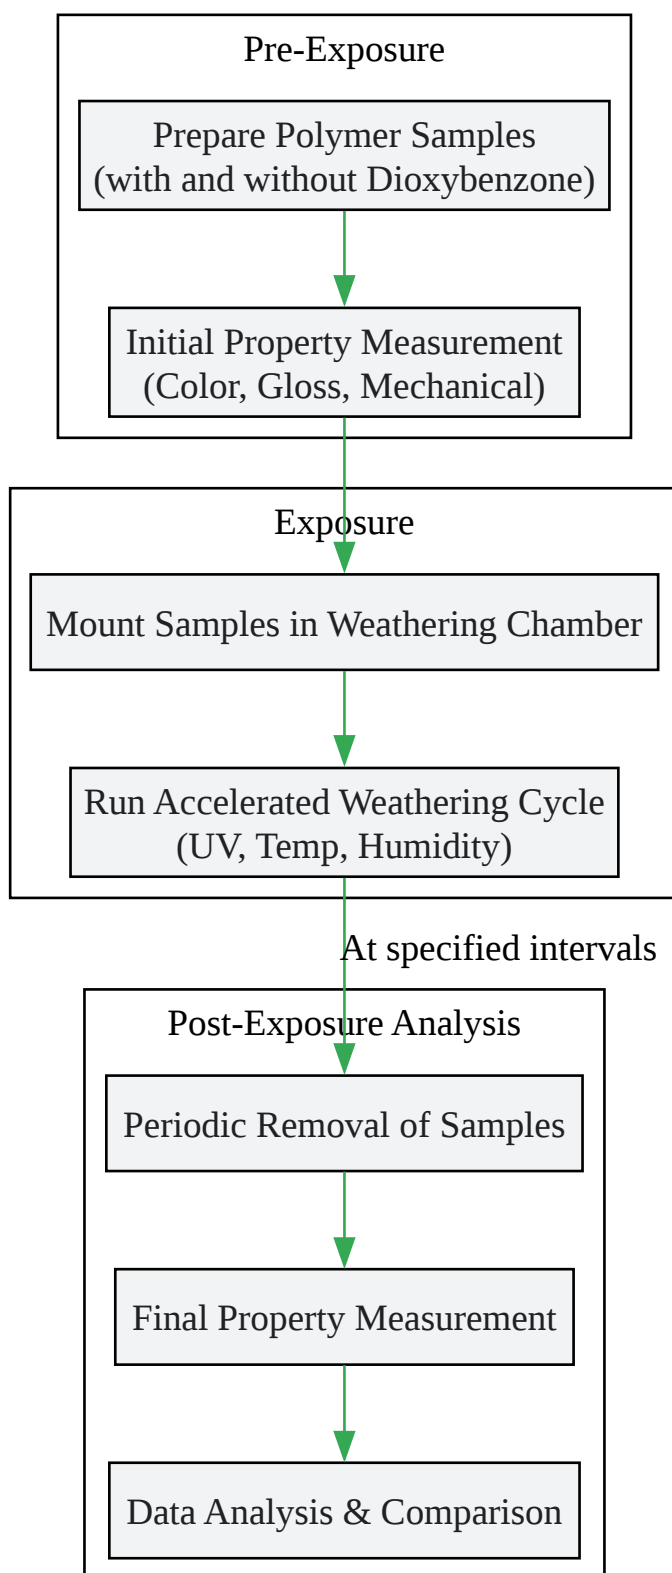 Pre-Exposure
Prepare Polymer Samples
(with and without Dioxybenzone)
Initial Property Measurement
(Color, Gloss, Mechanical)
Exposure
Mount Samples in Weathering Chamber
Run Accelerated Weathering Cycle
(UV, Temp, Humidity)
At specified intervals
Post-Exposure Analysis
Periodic Removal of Samples
Final Property Measurement
Data Analysis & Comparison